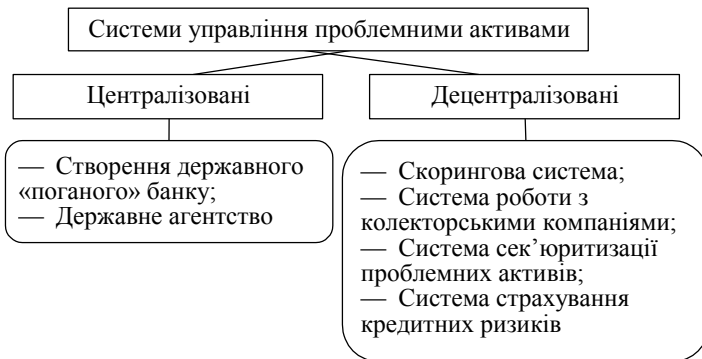 Системи управління проблемними активами
Централізовані
Децентралізовані
— Створення державного
«поганого» банку;
— Державне агентство
— Скорингова система;
— Система роботи з
колекторськими компаніями;
— Система сек’юритизації
проблемних активів;
— Система страхування
кредитних ризиків